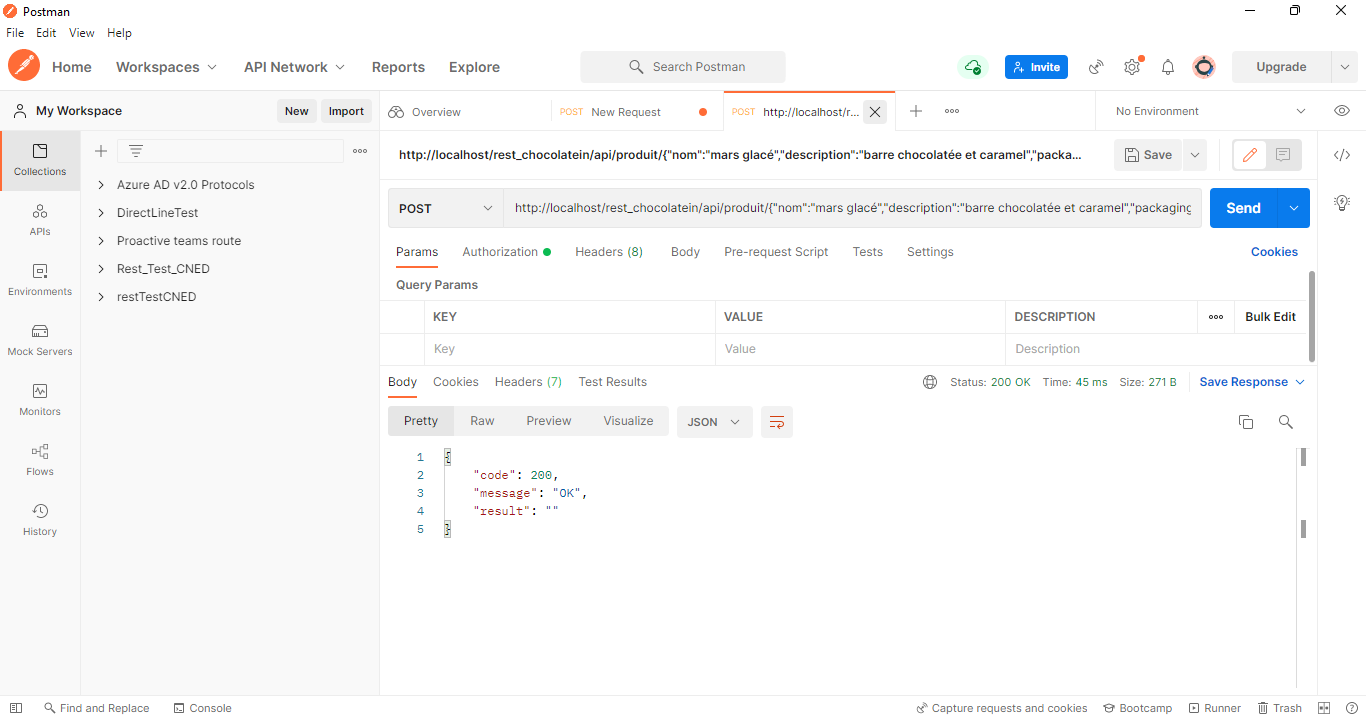 Postman
File Edit View Help
Home Workspaces API Network Reports Explore Search Postman Invite Upgrade
My Workspace New Import Overview POST New Request POST http://localhost/r... No Environment
Collections
APIs
Environments
Mock Servers
Monitors
Flows
History
Azure AD v2.0 Protocols
DirectLineTest
Proactive teams route
Rest_Test_CNED
restTestCNED
http://localhost/rest_chocolatein/api/produit/{"nom":"mars glacé","description":"barre chocolatée et caramel","packa... Save
POST http://localhost/rest_chocolatein/api/produit/{"nom":"mars glacé","description":"barre chocolatée et caramel","packaging Send
Params Authorization Headers (8) Body Pre-request Script Tests Settings Cookies
Query Params
KEY VALUE DESCRIPTION Bulk Edit
Key Value Description
Body Cookies Headers (7) Test Results Status: 200 OK Time: 45 ms Size: 271 B Save Response
Pretty Raw Preview Visualize JSON
1 {
2 "code": 200,
3 "message": "OK",
4 "result": ""
5 }
Find and Replace Console Capture requests and cookies Bootcamp Runner Trash